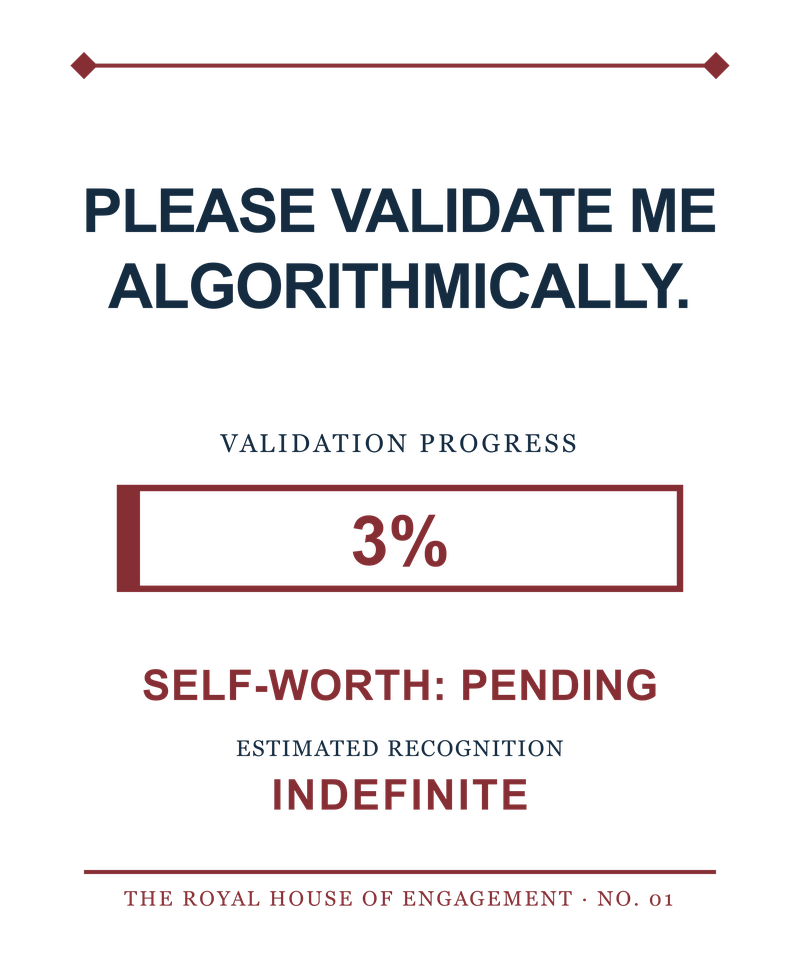 PLEASE VALIDATE ME
ALGORITHMICALLY.
VALIDATION PROGRESS
3%
SELF-WORTH: PENDING
ESTIMATED RECOGNITION
INDEFINITE
THE ROYAL HOUSE OF ENGAGEMENT · NO. 01